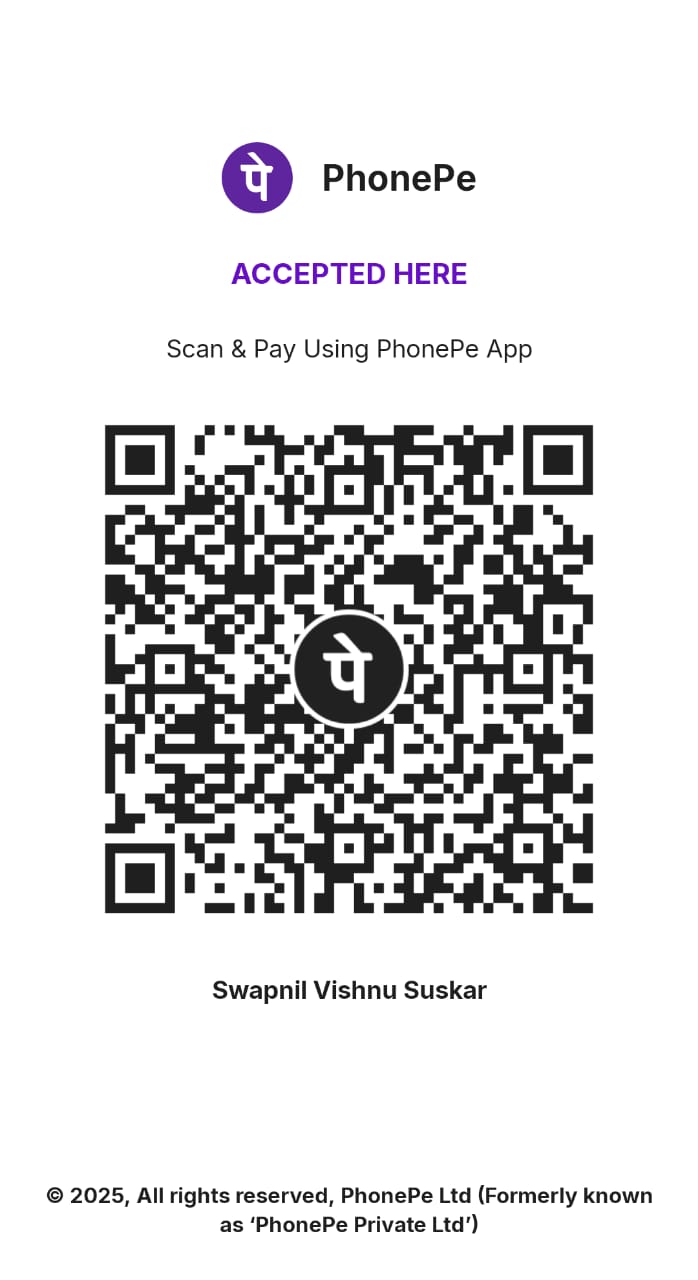 पे PhonePe
ACCEPTED HERE
Scan & Pay Using PhonePe App
पे
Swapnil Vishnu Suskar
© 2025, All rights reserved, PhonePe Ltd (Formerly known
as ‘PhonePe Private Ltd’)